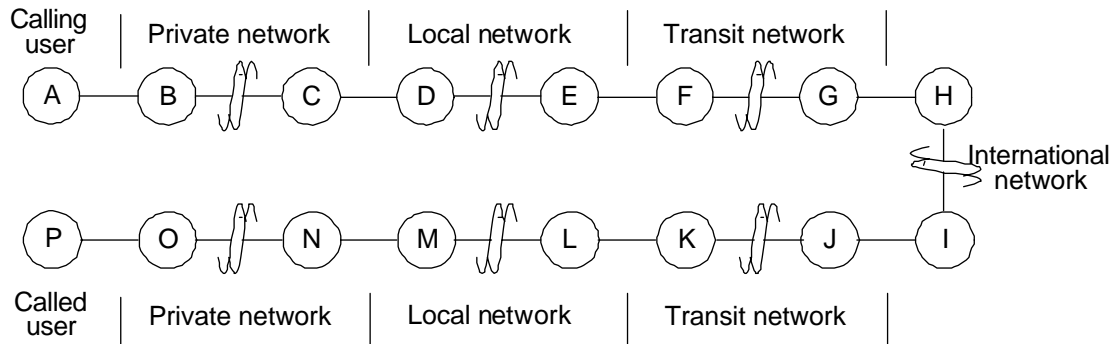 Calling
user
Private network
Local network
Transit network
A
B
C
D
E
F
G
H
International
network
P
O
N
M
L
K
J
I
Called
user
Private network
Local network
Transit network